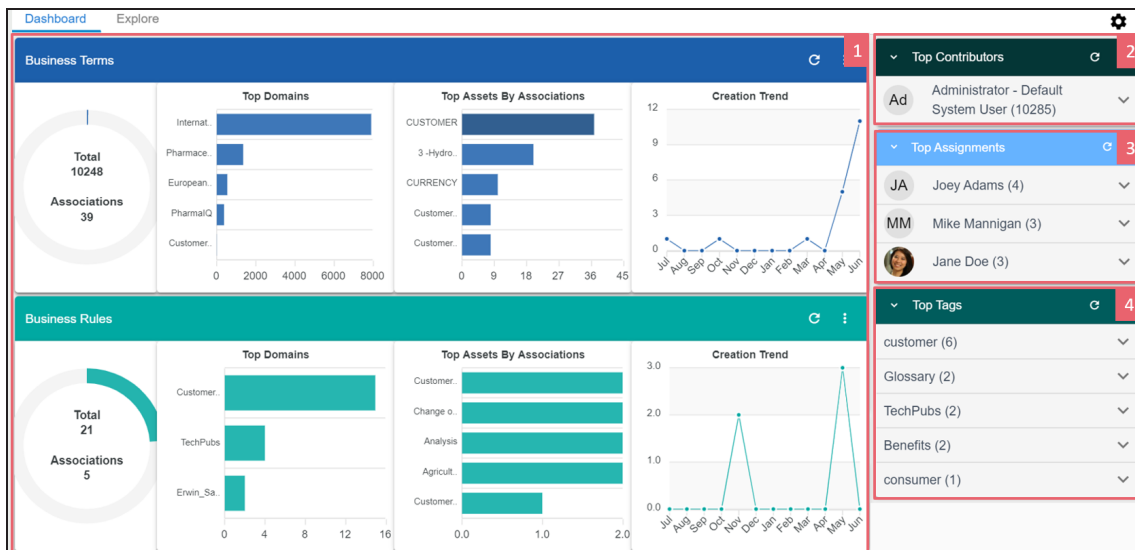 Dashboard Explore
Business Terms
1
Total
10248
Associations
39
Top Domains
Internat..
Pharmace..
European..
PharmaIQ
Customer..
0 2000 4000 6000 8000
Top Assets By Associations
CUSTOMER
3 -Hydro..
CURRENCY
Customer..
Customer..
0 9 18 27 36 45
Creation Trend
12
9
6
3
0
Jul Aug Sep Oct Nov Dec Jan Feb Mar Apr May Jun
Business Rules
Total
21
Associations
5
Top Domains
Customer..
TechPubs
Erwin_Sa..
0 4 8 12 16
Top Assets By Associations
Customer..
Change o..
Analysis
Agricult..
Customer..
0.0 1.0 2.0
Creation Trend
3.0
2.0
1.0
0.0
Jul Aug Sep Oct Nov Dec Jan Feb Mar Apr May Jun
Top Contributors
2
Ad
Administrator - Default
System User (10285)
Top Assignments
3
JA Joey Adams (4)
MM Mike Mannigan (3)
Jane Doe (3)
Top Tags
4
customer (6)
Glossary (2)
TechPubs (2)
Benefits (2)
consumer (1)